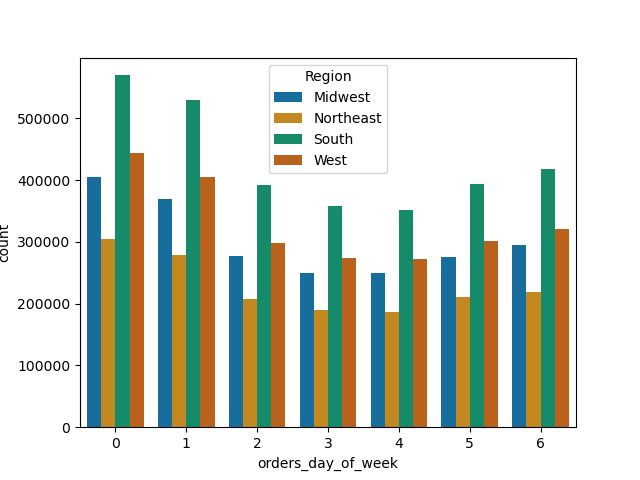 Region
Midwest
Northeast
South
West
500000
400000
300000
200000
100000
0
count
0 1 2 3 4 5 6
orders_day_of_week